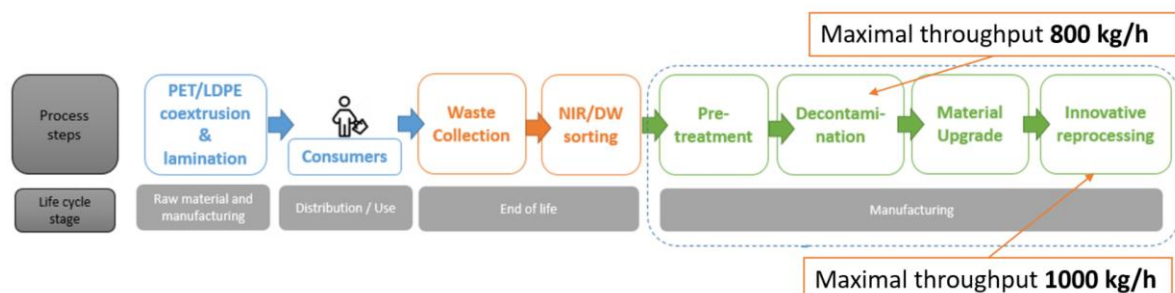 Maximal throughput 800 kg/h
Process
steps
PET/LDPE
coextrusion
&
lamination
Consumers
Waste
Collection
NIR/DW
sorting
Pre-
treatment
Decontami-
nation
Material
Upgrade
Innovative
reprocessing
Life cycle
stage
Raw material and
manufacturing
Distribution / Use
End of life
Manufacturing
Maximal throughput 1000 kg/h